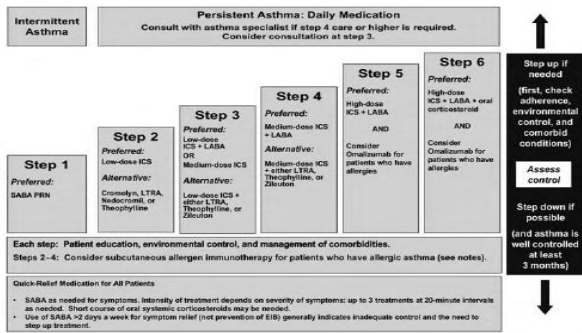 Intermittent
Asthma
Persistent Asthma: Daily Medication
Consult with asthma specialist if step 4 care or higher is required.
Consider consultation at step 3.
Step 1
Preferred:
SABA PRN
Step 2
Preferred:
Low-dose ICS
Alternative:
Cromolyn, LTRA,
Nedocromil, or
Theophylline
Step 3
Preferred:
Low-dose
ICS + LABA
OR
Medium-dose ICS
Alternative:
Low-dose ICS +
either LTRA,
Theophylline, or
Zileuton
Step 4
Preferred:
Medium-dose ICS
+ LABA
Alternative:
Medium-dose ICS
+ either LTRA,
Theophylline, or
Zileuton
Step 5
Preferred:
High-dose
ICS + LABA
AND
Consider
Omalizumab for
patients who have
allergies
Step 6
Preferred:
High-dose
ICS + LABA + oral
corticosteroid
AND
Consider
Omalizumab for
patients who have
allergies
Step up if
needed
(first, check
adherence,
environmental
control, and
comorbid
conditions)
Assess
control
Step down if
possible
(and asthma is
well controlled
at least
3 months)
Each step: Patient education, environmental control, and management of comorbidities.
Steps 2–4: Consider subcutaneous allergen immunotherapy for patients who have allergic asthma (see notes).
Quick-Relief Medication for All Patients
• SABA as needed for symptoms. Intensity of treatment depends on severity of symptoms: up to 3 treatments at 20-minute intervals
as needed. Short course of oral systemic corticosteroids may be needed.
• Use of SABA >2 days a week for symptom relief (not prevention of EIB) generally indicates inadequate control and the need to
step up treatment.